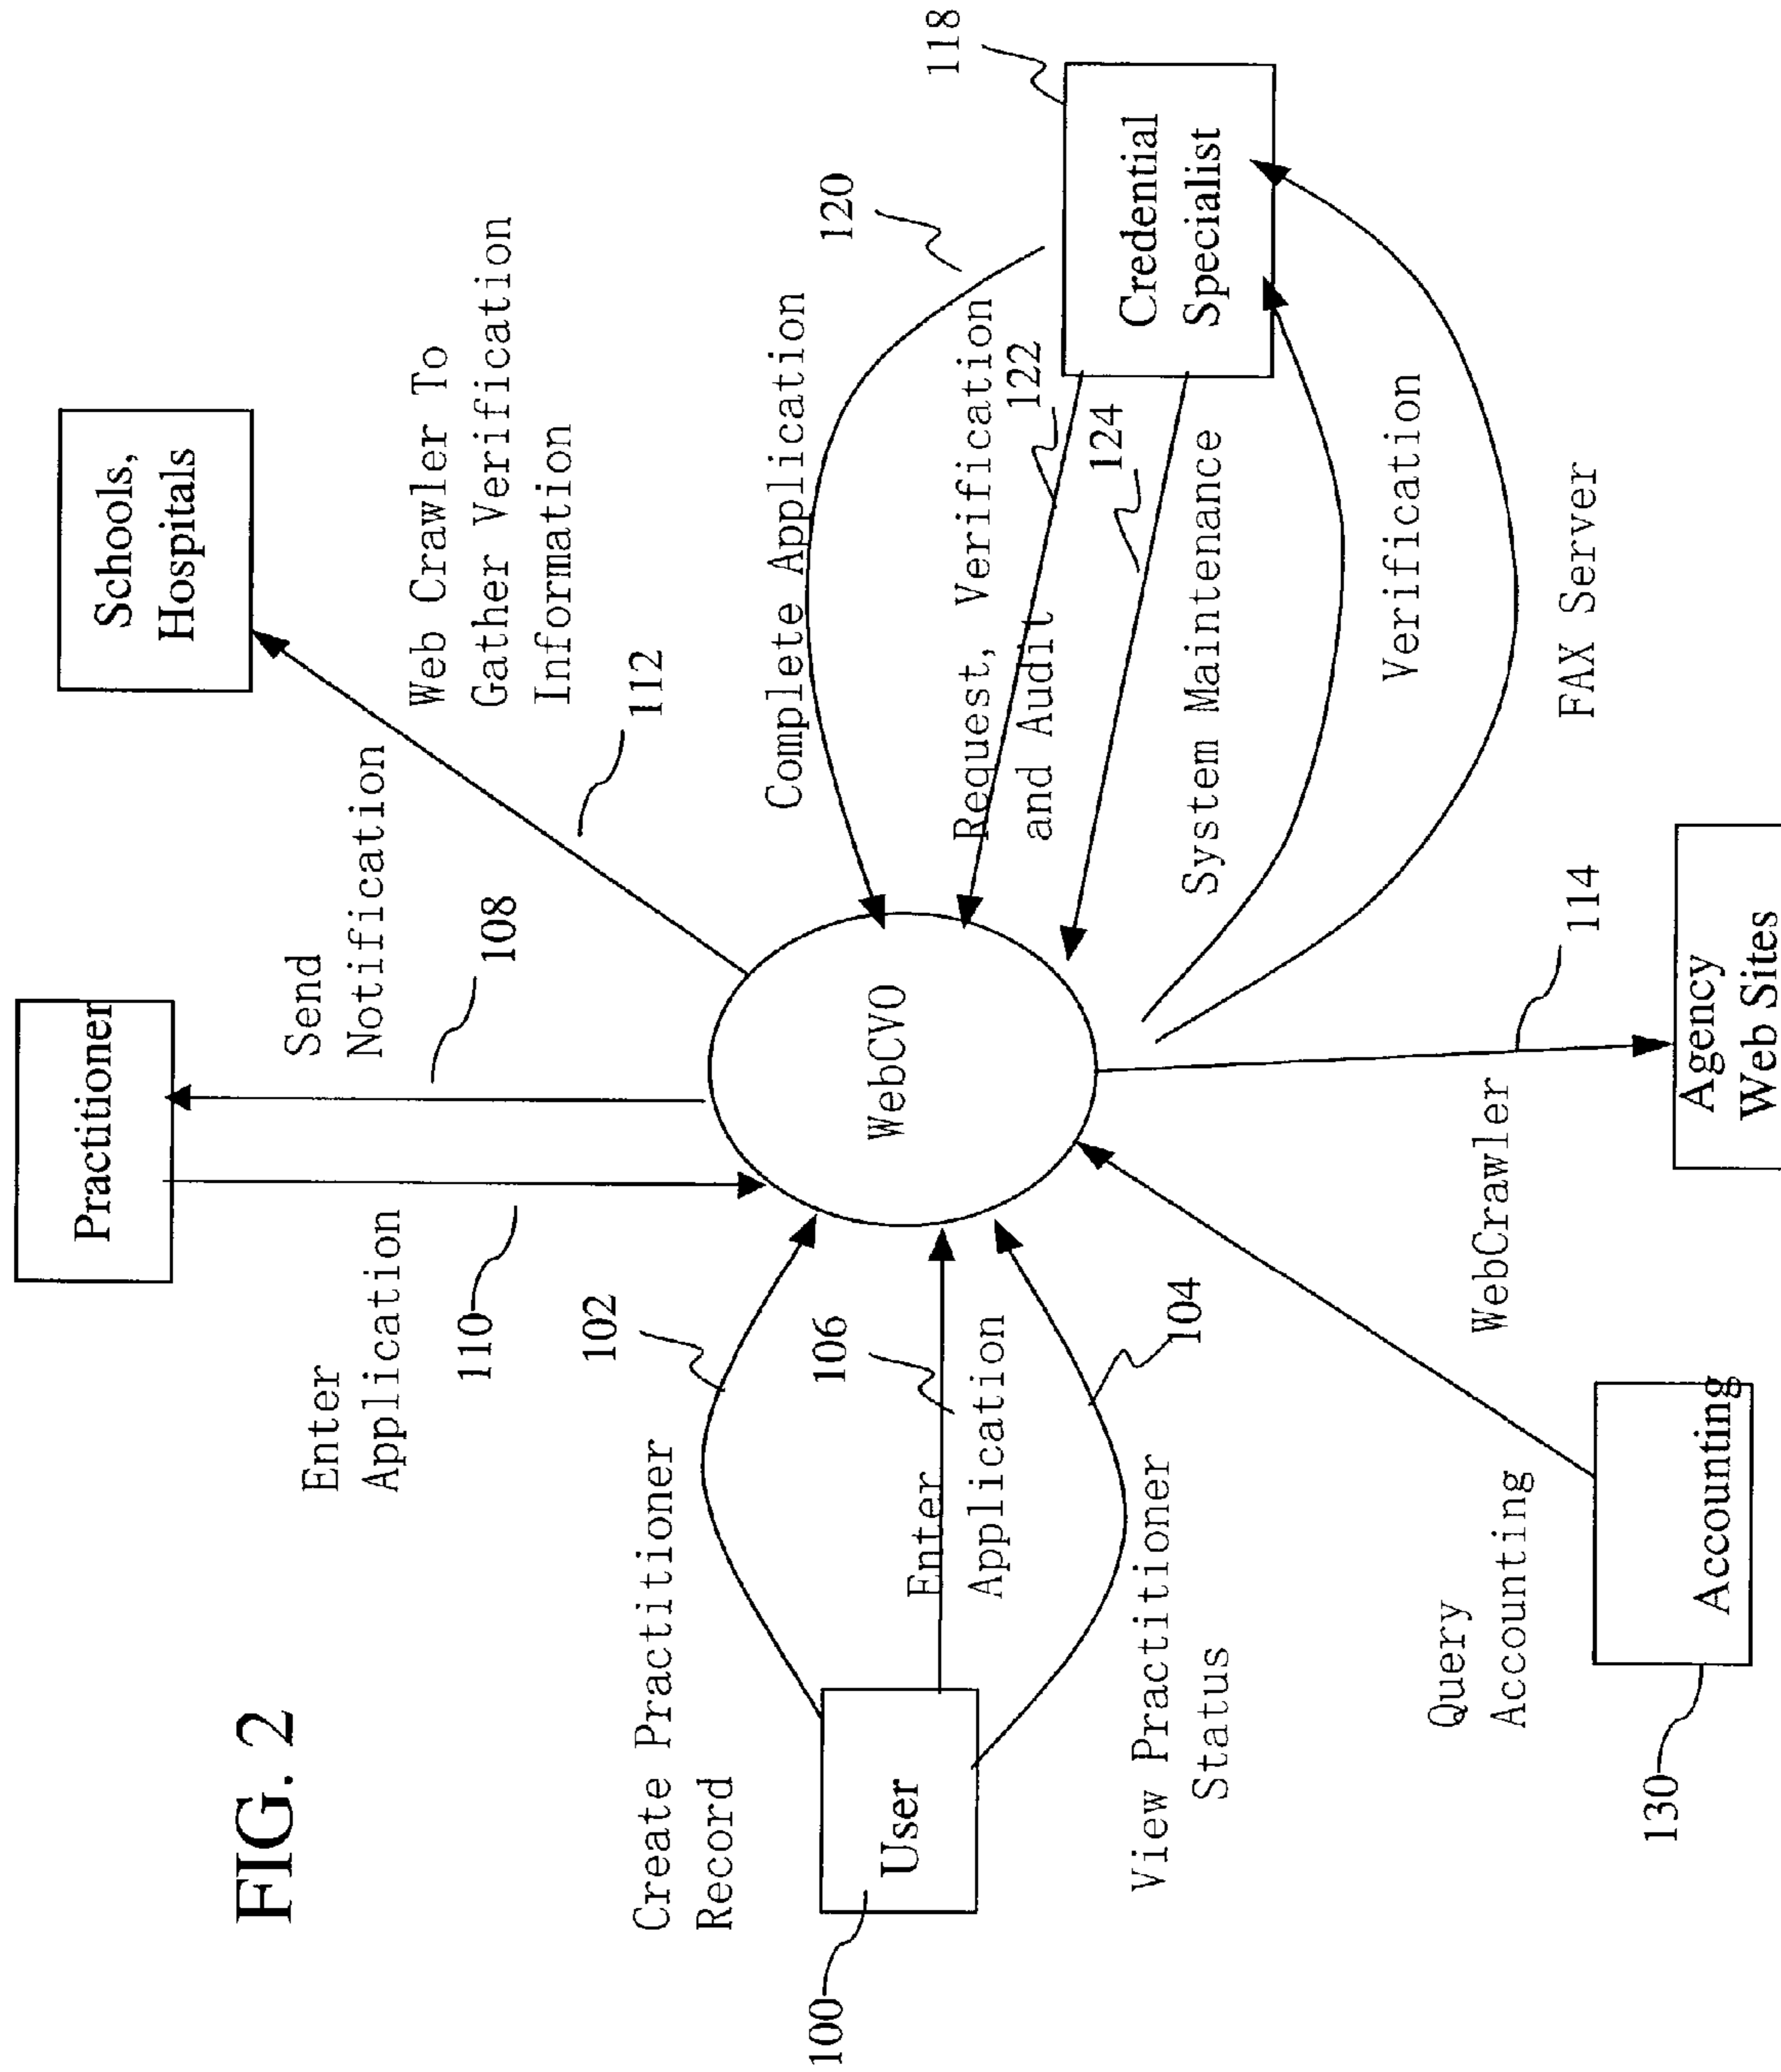 FIG. 2
Practitioner
Schools,
Hospitals
Enter
Application
110
Send
Notification
108
Web Crawler To
Gather Verification
Information
112
Create Practitioner
Record
102
Enter
Application
106
View Practitioner
Status
104
User
100
WebCVO
Complete Application
120
Request, Verification
and Audit
122
124
System Maintenance
Credential
Specialist
118
Verification
FAX Server
Query
Accounting
Accounting
130
WebCrawler
114
Agency
Web Sites